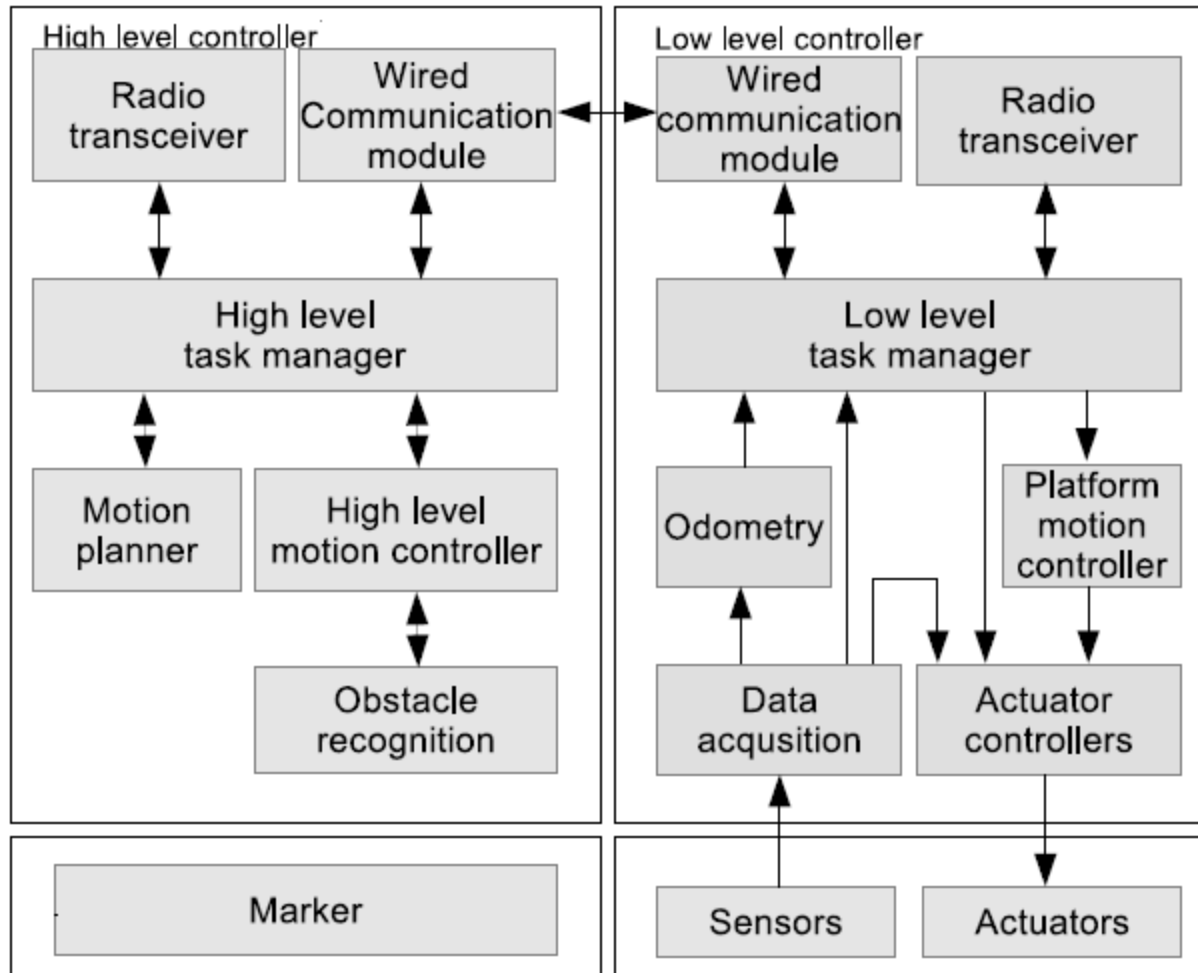 High level controller
Radio
transceiver
Wired
Communication
module
High level
task manager
Motion
planner
High level
motion controller
Obstacle
recognition
Marker
Low level controller
Wired
communication
module
Radio
transceiver
Low level
task manager
Odometry
Platform
motion
controller
Data
acqusition
Actuator
controllers
Sensors
Actuators